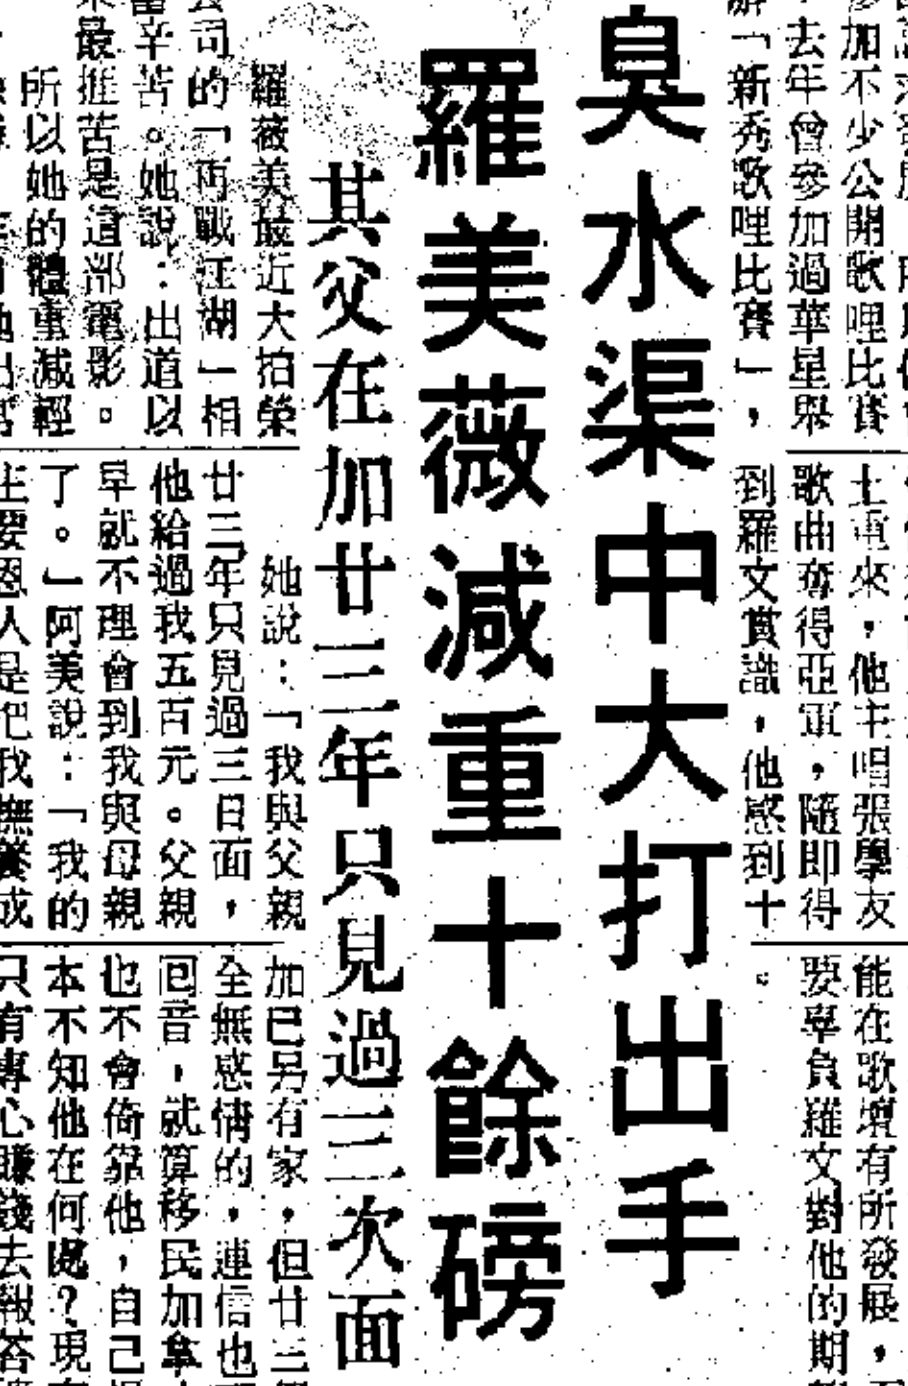 臭水渠中大打出手
羅美薇減重十餘磅
其父在加廿三年只見過三次面
羅薇美最近大拍榮
公司的「再戰江湖」相
當辛苦。她說：出道以
來最捱苦是這部電影。
所以她的體重減輕
她說：「我與父親
廿三年只見過三日面，
他給過我五百元。父親
早就不理會到我與母親
了。」阿美說：「我的
主要恩人是把我撫養成
加已另有家，但廿三
全無感情的，連信也
回音，就算移民加拿
也不會倚靠他，自己
本不知他在何處？現
只有專心賺錢去報答
參加不少公開歌唱比賽
，去年曾參加過華星舉
辦「新秀歌唱比賽」，
士重來，他主唱張學友
歌曲奪得亞軍，隨即得
到羅文賞識，他感到十
能在歌壇有所發展，
要辜負羅文對他的期
。